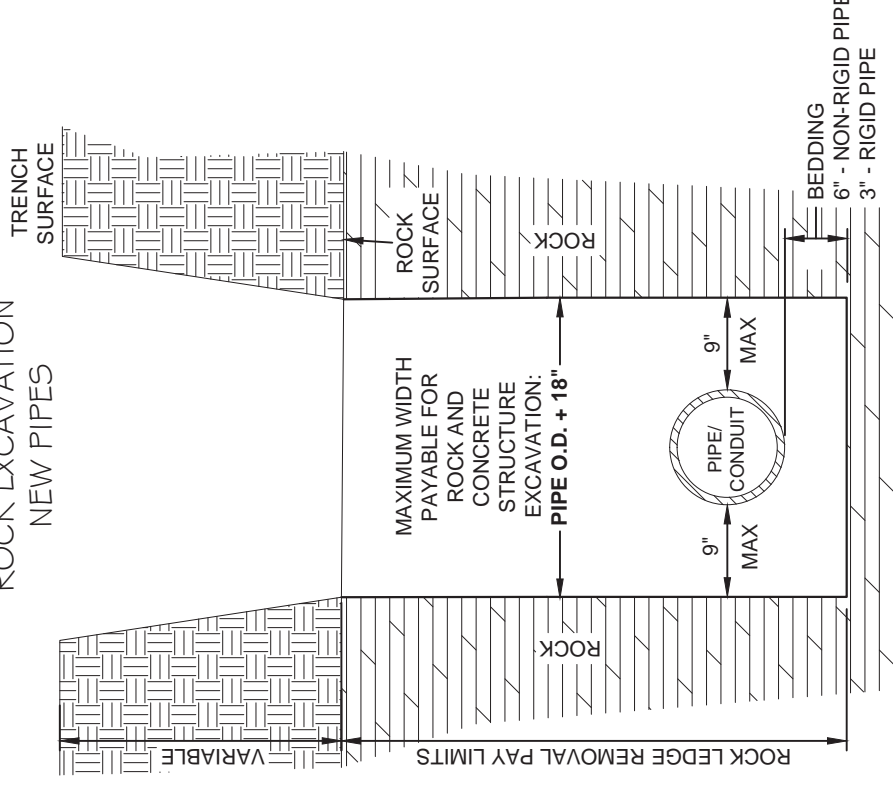 ROCK EXCAVATION
NEW PIPES
TRENCH
SURFACE
ROCK
SURFACE
ROCK
MAXIMUM WIDTH
PAYABLE FOR
ROCK AND
CONCRETE
STRUCTURE
EXCAVATION:
PIPE O.D. + 18"
ROCK
9"
MAX
PIPE/
CONDUIT
9"
MAX
BEDDING
6" - NON-RIGID PIPE
3" - RIGID PIPE
VARIABLE
ROCK LEDGE REMOVAL PAY LIMITS